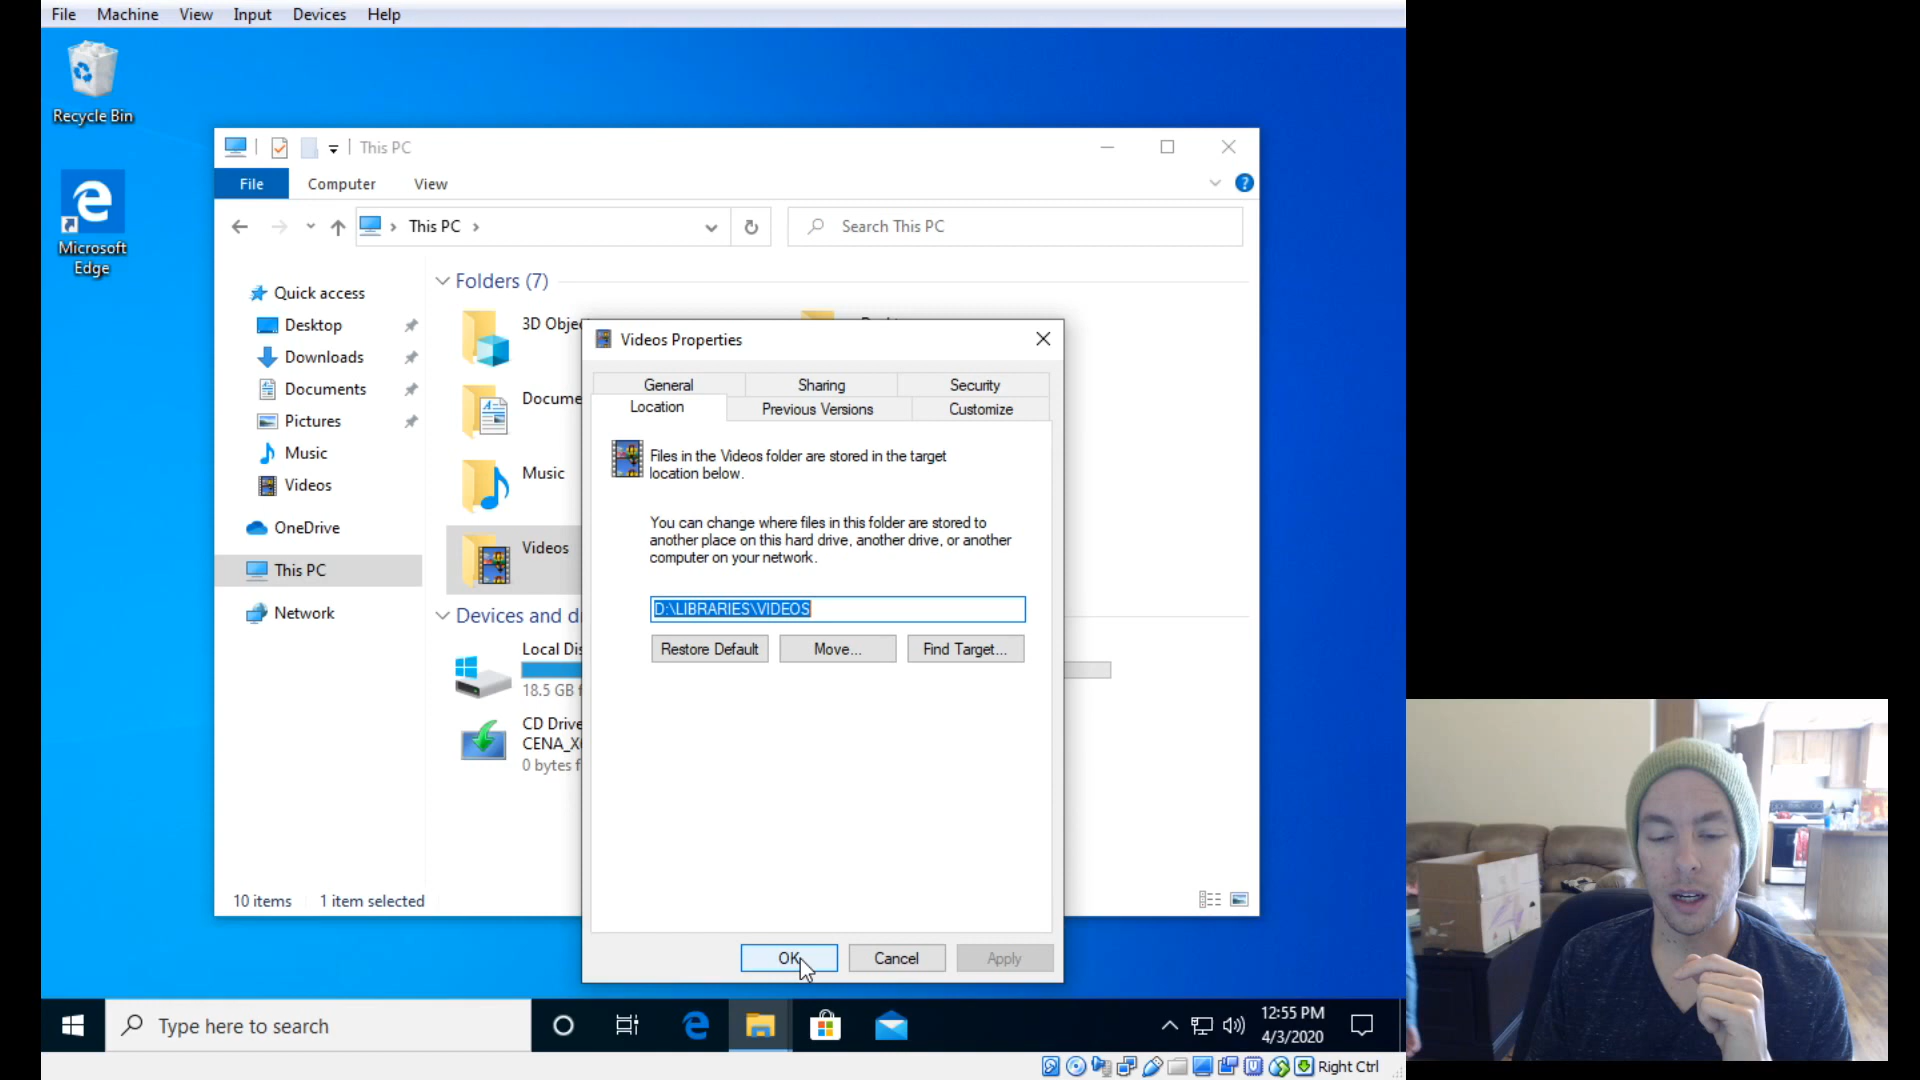 File Machine View Input Devices Help
Recycle Bin
Microsoft
Edge
This PC
File Computer View
This PC
Search This PC
Quick access
Desktop
Downloads
Documents
Pictures
Music
Videos
OneDrive
This PC
Network
Folders (7)
3D Objec
Docume
Music
Videos
Devices and d
Local Dis
18.5 GB f
CD Drive
CENA_X
0 bytes f
10 items 1 item selected
Videos Properties
General Sharing Security
Location Previous Versions Customize
Files in the Videos folder are stored in the target
location below.
You can change where files in this folder are stored to
another place on this hard drive, another drive, or another
computer on your network.
D:\LIBRARIES\VIDEOS
Restore Default Move... Find Target...
OK Cancel Apply
Type here to search
12:55 PM
4/3/2020
Right Ctrl